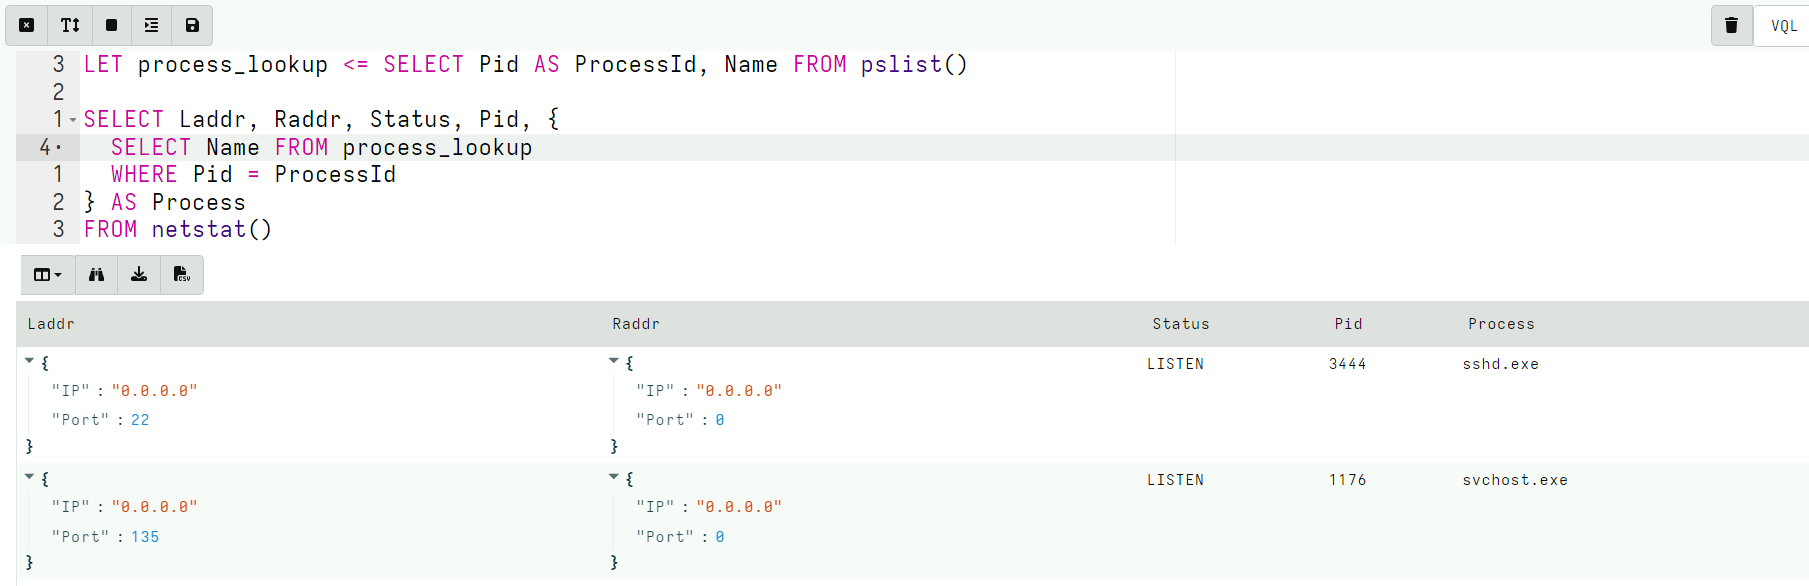 VQL
3 LET process_lookup <= SELECT Pid AS ProcessId, Name FROM pslist()
2
1 SELECT Laddr, Raddr, Status, Pid, {
4 SELECT Name FROM process_lookup
1 WHERE Pid = ProcessId
2 } AS Process
3 FROM netstat()
CSV
Laddr Raddr Status Pid Process
{ { LISTEN 3444 sshd.exe
"IP" : "0.0.0.0" "IP" : "0.0.0.0"
"Port" : 22 "Port" : 0
} }
{ { LISTEN 1176 svchost.exe
"IP" : "0.0.0.0" "IP" : "0.0.0.0"
"Port" : 135 "Port" : 0
} }